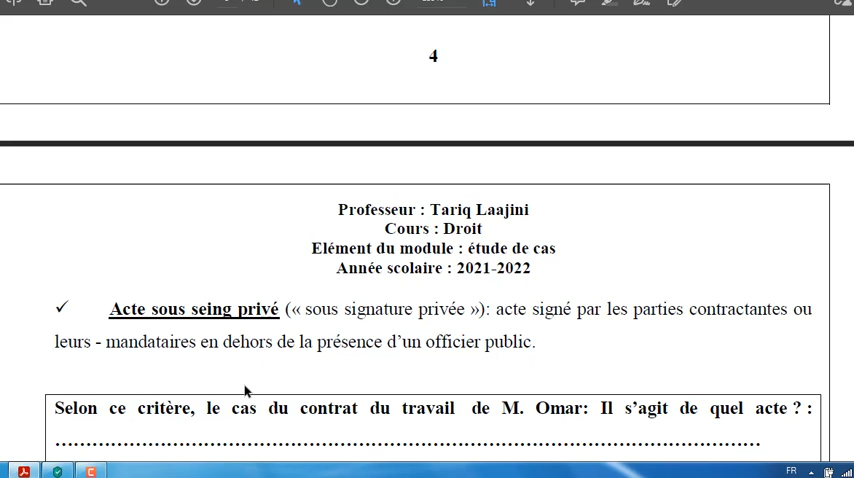 4
Professeur : Tariq Laajini
Cours : Droit
Elément du module : étude de cas
Année scolaire : 2021-2022
✓ Acte sous seing privé (« sous signature privée »): acte signé par les parties contractantes ou
leurs - mandataires en dehors de la présence d’un officier public.
Selon ce critère, le cas du contrat du travail de M. Omar: Il s’agit de quel acte ? :
………………………………………………………………………………………………………
FR